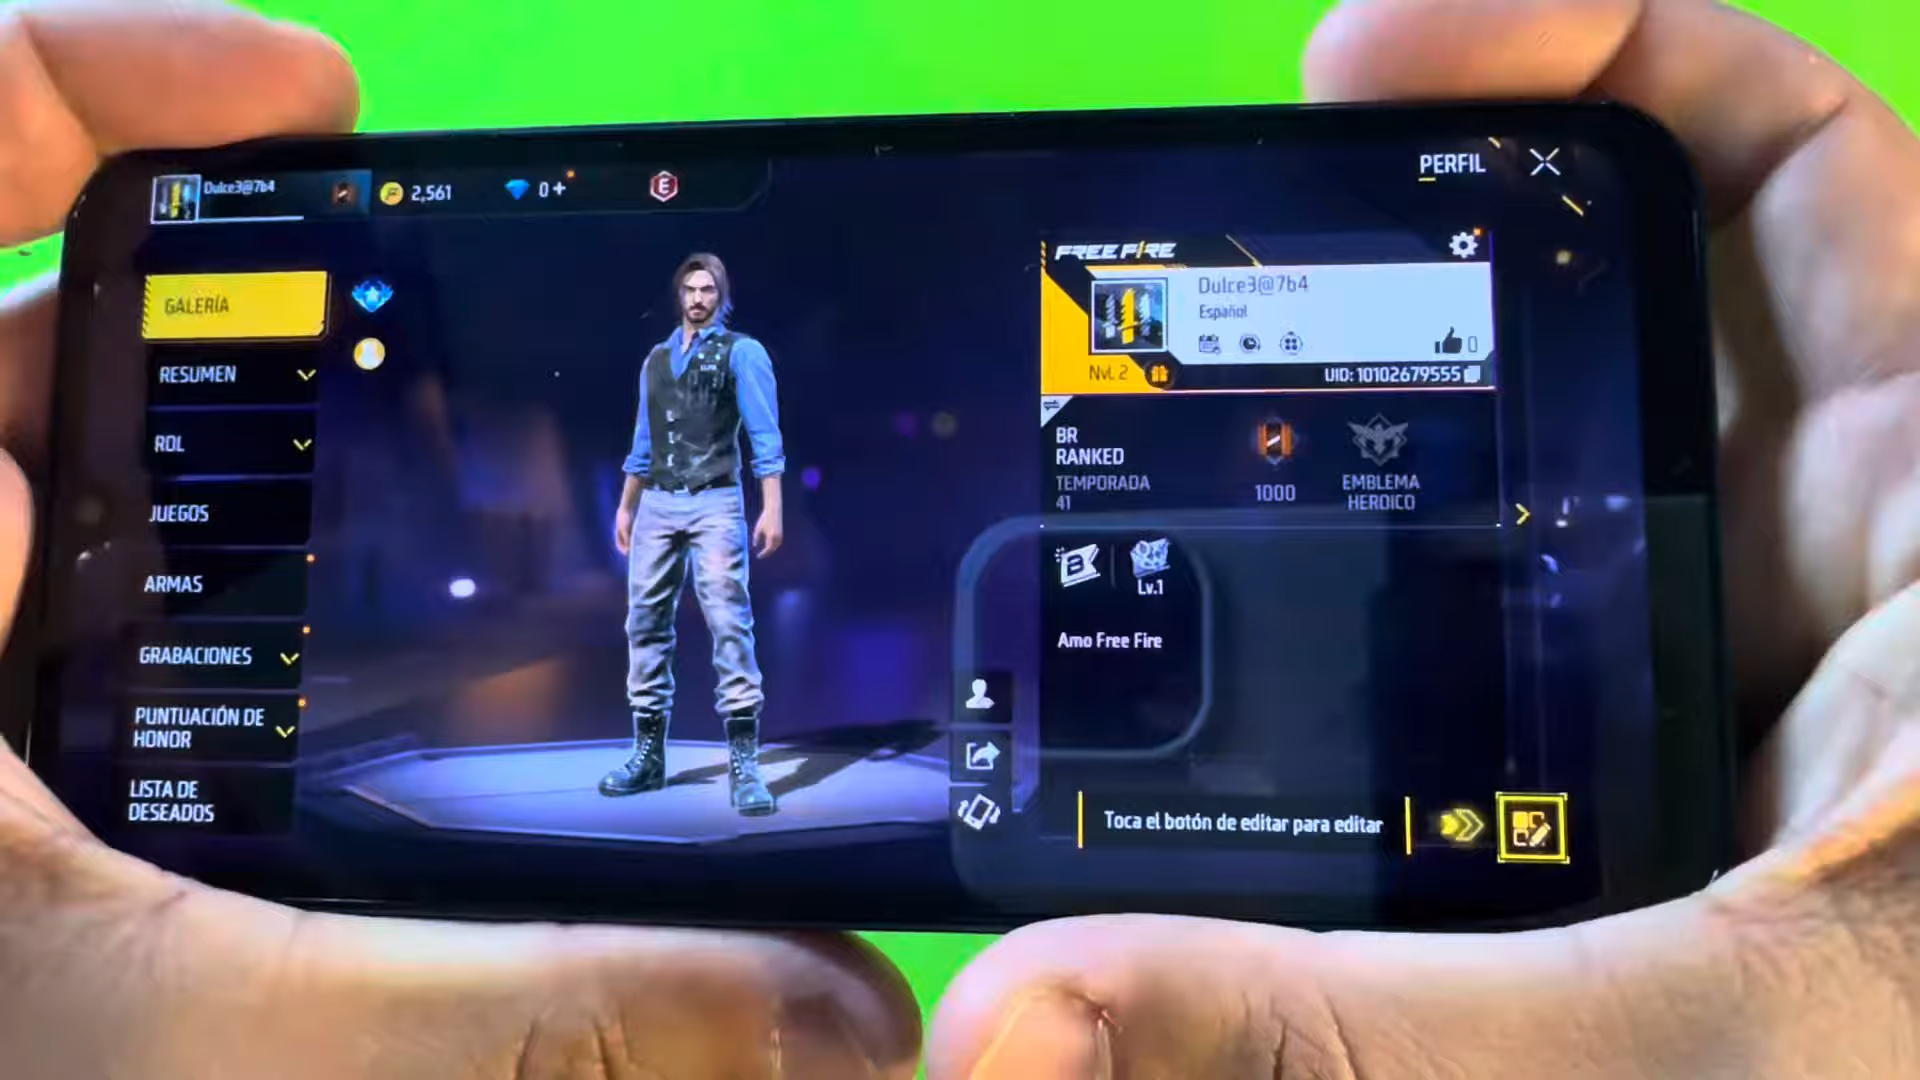 Dulce3@7b4
2,561
0+
E
PERFIL
GALERÍA
RESUMEN
ROL
JUEGOS
ARMAS
GRABACIONES
PUNTUACIÓN DE
HONOR
LISTA DE
DESEADOS
FREE FIRE
Dulce3@7b4
Español
0
Nvl. 2
UID: 10102679555
BR
RANKED
TEMPORADA
41
1000
EMBLEMA
HEROICO
B
Lv.1
Amo Free Fire
Toca el botón de editar para editar